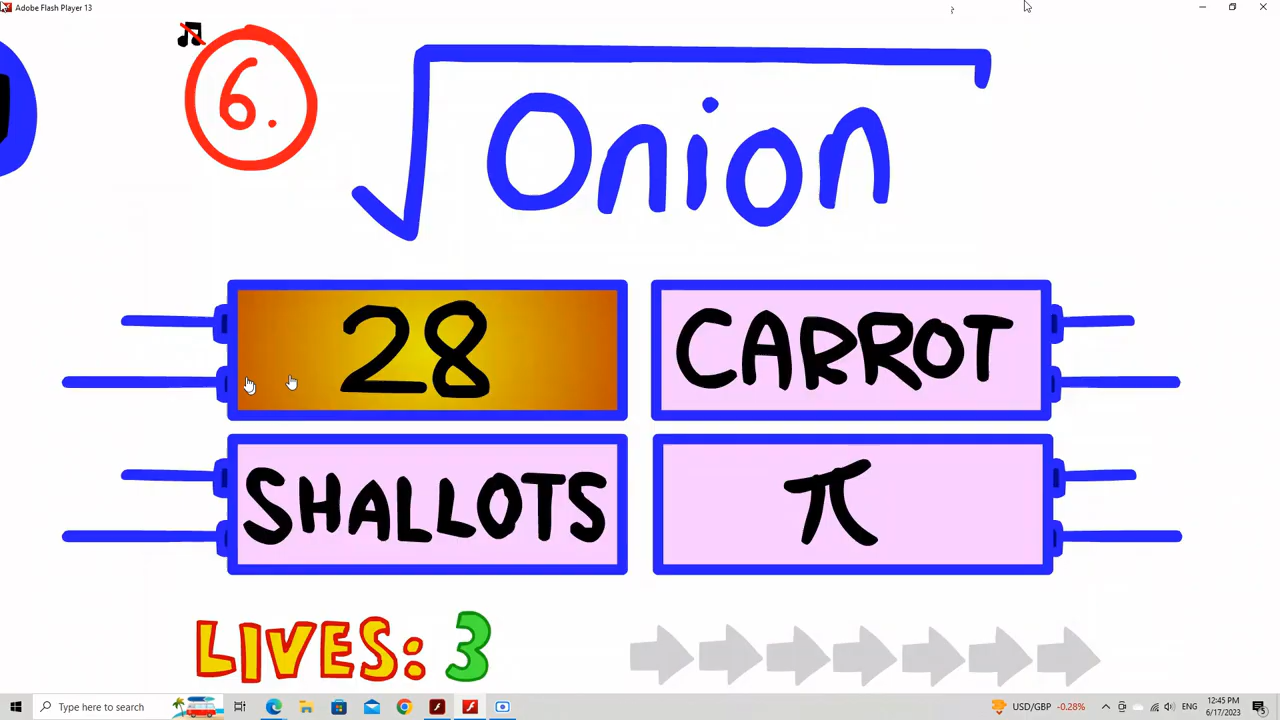 Adobe Flash Player 13
6.
√Onion
28
CARROT
SHALLOTS
π
LIVES: 3
Type here to search
USD/GBP -0.28%
ENG
12:45 PM
6/17/2023